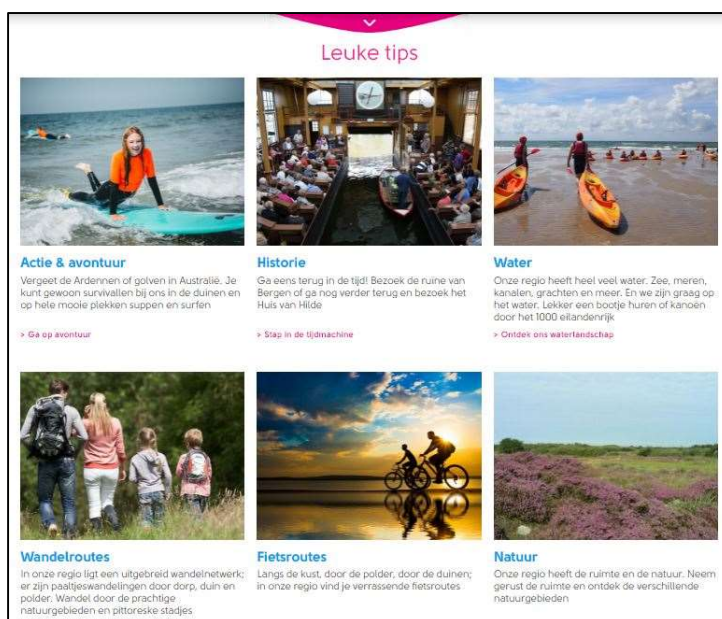 Leuke tips
Actie & avontuur
Vergeet de Ardennen of golven in Australië. Je
kunt gewoon survivallen bij ons in de duinen en
op hele mooie plekken suppen en surfen
> Ga op avontuur
Historie
Ga eens terug in de tijd! Bezoek de ruine van
Bergen of ga nog verder terug en bezoek het
Huis van Hilde
> Stap in de tijdmachine
Water
Onze regio heeft heel veel water. Zee, meren,
kanalen, grachten en meer. En we zijn graag op
het water. Lekker een bootje huren of kanoën
door het 1000 eilandenrijk
> Ontdek ons waterlandschap
Wandelroutes
In onze regio ligt een uitgebreid wandelnetwerk;
er zijn paaltjeswandelingen door dorp, duin en
polder. Wandel door de prachtige
natuurgebieden en pittoreske stadjes
Fietsroutes
Langs de kust, door de polder, door de duinen;
in onze regio vind je verrassende fietsroutes
Natuur
Onze regio heeft de ruimte en de natuur. Neem
gerust de ruimte en ontdek de verschillende
natuurgebieden